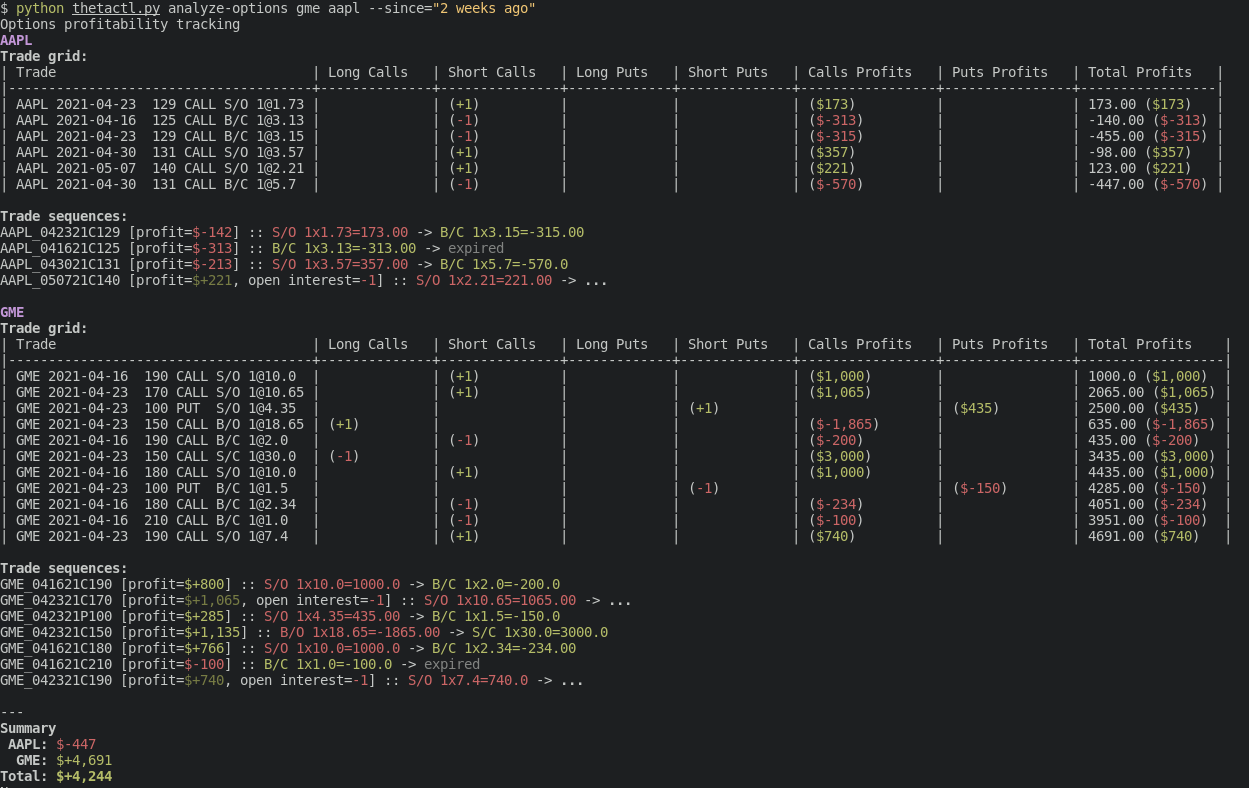 $ python thetactl.py analyze-options gme aapl --since="2 weeks ago"
Options profitability tracking
AAPL
Trade grid:
| Trade                                | Long Calls   | Short Calls   | Long Puts   | Short Puts   | Calls Profits   | Puts Profits   | Total Profits   |
|--------------------------------------+--------------+---------------+-------------+--------------+-----------------+----------------+-----------------|
| AAPL 2021-04-23  129 CALL S/O 1@1.73 |              | (+1)          |             |              | ($173)          |                | 173.00 ($173)   |
| AAPL 2021-04-16  125 CALL B/C 1@3.13 |              | (-1)          |             |              | ($-313)         |                | -140.00 ($-313) |
| AAPL 2021-04-23  129 CALL B/C 1@3.15 |              | (-1)          |             |              | ($-315)         |                | -455.00 ($-315) |
| AAPL 2021-04-30  131 CALL S/O 1@3.57 |              | (+1)          |             |              | ($357)          |                | -98.00 ($357)   |
| AAPL 2021-05-07  140 CALL S/O 1@2.21 |              | (+1)          |             |              | ($221)          |                | 123.00 ($221)   |
| AAPL 2021-04-30  131 CALL B/C 1@5.7  |              | (-1)          |             |              | ($-570)         |                | -447.00 ($-570) |
Trade sequences:
AAPL_042321C129 [profit=$-142] :: S/O 1x1.73=173.00 -> B/C 1x3.15=-315.00
AAPL_041621C125 [profit=$-313] :: B/C 1x3.13=-313.00 -> expired
AAPL_043021C131 [profit=$-213] :: S/O 1x3.57=357.00 -> B/C 1x5.7=-570.0
AAPL_050721C140 [profit=$+221, open interest=-1] :: S/O 1x2.21=221.00 -> ...
GME
Trade grid:
| Trade                                | Long Calls   | Short Calls   | Long Puts   | Short Puts   | Calls Profits   | Puts Profits   | Total Profits    |
|--------------------------------------+--------------+---------------+-------------+--------------+-----------------+----------------+------------------|
| GME 2021-04-16  190 CALL S/O 1@10.0  |              | (+1)          |             |              | ($1,000)        |                | 1000.0 ($1,000)  |
| GME 2021-04-23  170 CALL S/O 1@10.65 |              | (+1)          |             |              | ($1,065)        |                | 2065.00 ($1,065) |
| GME 2021-04-23  100 PUT  S/O 1@4.35  |              |               |             | (+1)         |                 | ($435)         | 2500.00 ($435)   |
| GME 2021-04-23  150 CALL B/O 1@18.65 | (+1)         |               |             |              | ($-1,865)       |                | 635.00 ($-1,865) |
| GME 2021-04-16  190 CALL B/C 1@2.0   |              | (-1)          |             |              | ($-200)         |                | 435.00 ($-200)   |
| GME 2021-04-23  150 CALL S/C 1@30.0  | (-1)         |               |             |              | ($3,000)        |                | 3435.00 ($3,000) |
| GME 2021-04-16  180 CALL S/O 1@10.0  |              | (+1)          |             |              | ($1,000)        |                | 4435.00 ($1,000) |
| GME 2021-04-23  100 PUT  B/C 1@1.5   |              |               |             | (-1)         |                 | ($-150)        | 4285.00 ($-150)  |
| GME 2021-04-16  180 CALL B/C 1@2.34  |              | (-1)          |             |              | ($-234)         |                | 4051.00 ($-234)  |
| GME 2021-04-16  210 CALL B/C 1@1.0   |              | (-1)          |             |              | ($-100)         |                | 3951.00 ($-100)  |
| GME 2021-04-23  190 CALL S/O 1@7.4   |              | (+1)          |             |              | ($740)          |                | 4691.00 ($740)   |
Trade sequences:
GME_041621C190 [profit=$+800] :: S/O 1x10.0=1000.0 -> B/C 1x2.0=-200.0
GME_042321C170 [profit=$+1,065, open interest=-1] :: S/O 1x10.65=1065.00 -> ...
GME_042321P100 [profit=$+285] :: S/O 1x4.35=435.00 -> B/C 1x1.5=-150.0
GME_042321C150 [profit=$+1,135] :: B/O 1x18.65=-1865.00 -> S/C 1x30.0=3000.0
GME_041621C180 [profit=$+766] :: S/O 1x10.0=1000.0 -> B/C 1x2.34=-234.00
GME_041621C210 [profit=$-100] :: B/C 1x1.0=-100.0 -> expired
GME_042321C190 [profit=$+740, open interest=-1] :: S/O 1x7.4=740.0 -> ...
---
Summary
AAPL: $-447
GME: $+4,691
Total: $+4,244